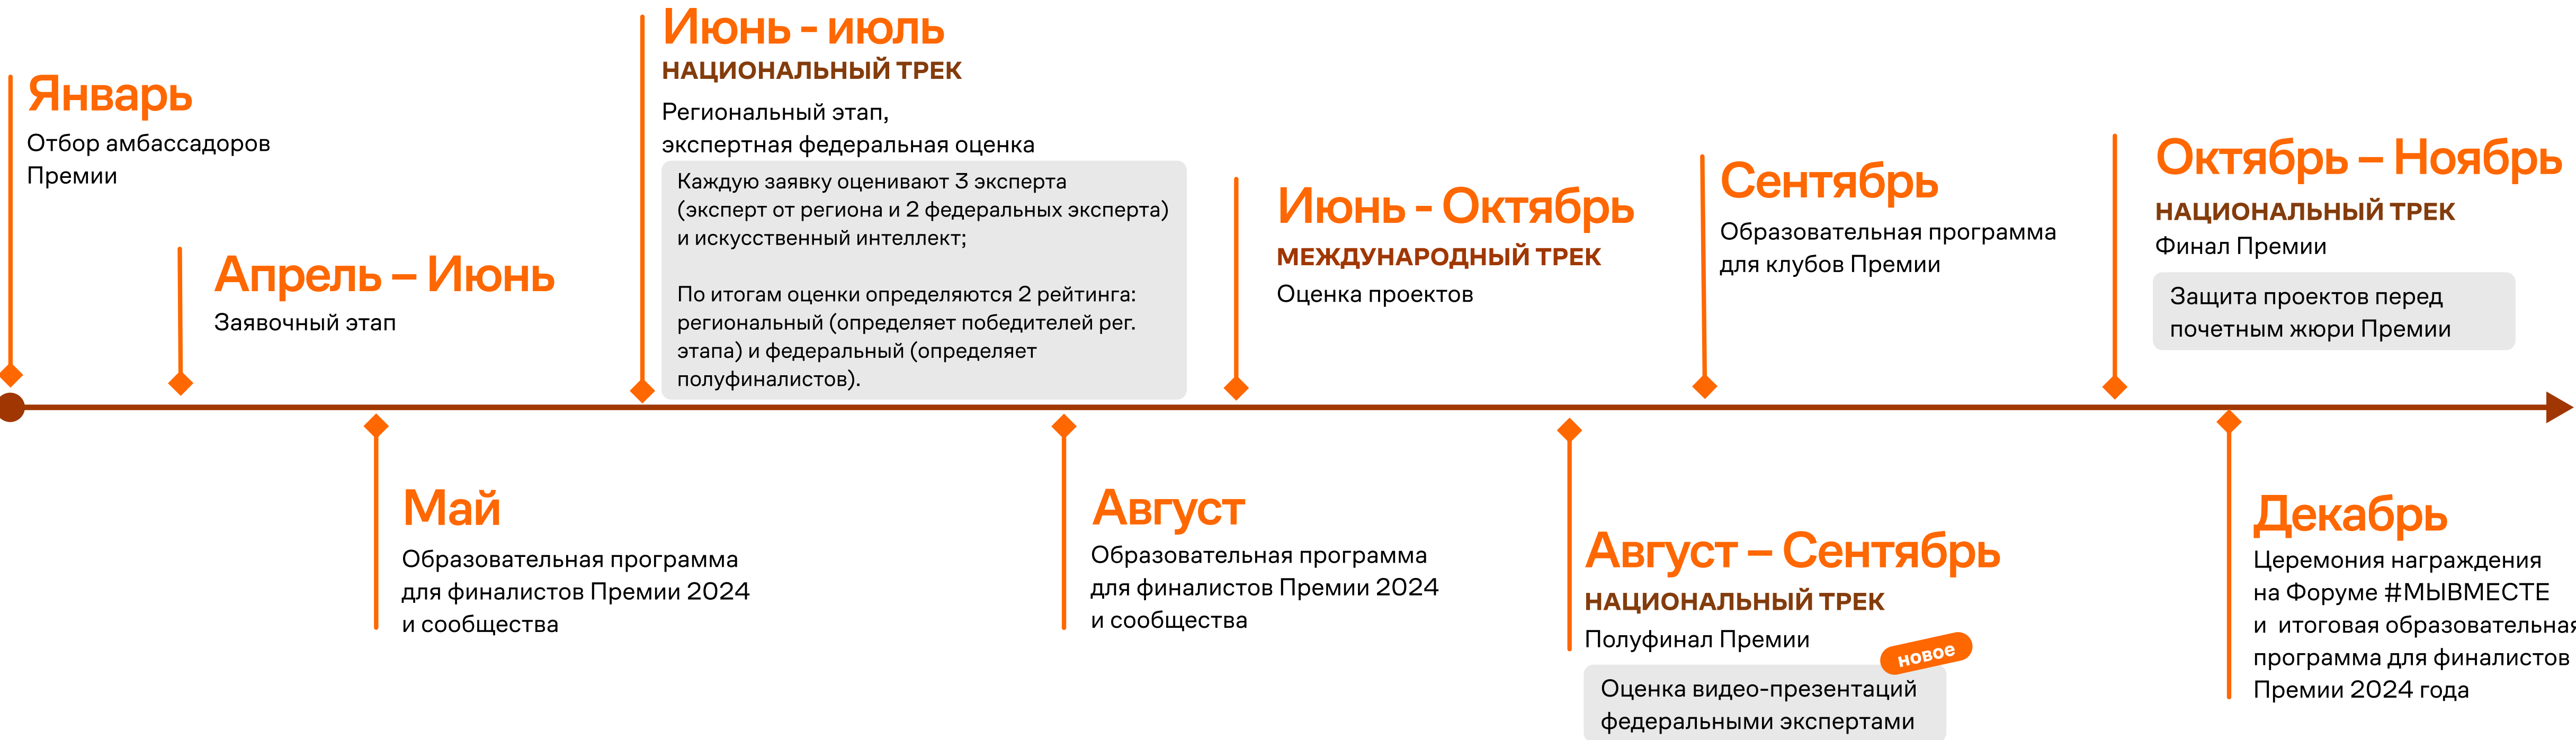 Январь
Отбор амбассадоров
Премии
Апрель – Июнь
Заявочный этап
Май
Образовательная программа
для финалистов Премии 2024
и сообщества
Июнь - июль
НАЦИОНАЛЬНЫЙ ТРЕК
Региональный этап,
экспертная федеральная оценка
Каждую заявку оценивают 3 эксперта
(эксперт от региона и 2 федеральных эксперта)
и искусственный интеллект;
По итогам оценки определяются 2 рейтинга:
региональный (определяет победителей рег.
этапа) и федеральный (определяет
полуфиналистов).
Август
Образовательная программа
для финалистов Премии 2024
и сообщества
Июнь - Октябрь
МЕЖДУНАРОДНЫЙ ТРЕК
Оценка проектов
Август – Сентябрь
НАЦИОНАЛЬНЫЙ ТРЕК
Полуфинал Премии
новое
Оценка видео-презентаций
федеральными экспертами
Сентябрь
Образовательная программа
для клубов Премии
Октябрь – Ноябрь
НАЦИОНАЛЬНЫЙ ТРЕК
Финал Премии
Защита проектов перед
почетным жюри Премии
Декабрь
Церемония награждения
на Форуме #МЫВМЕСТЕ
и итоговая образовательная
программа для финалистов
Премии 2024 года